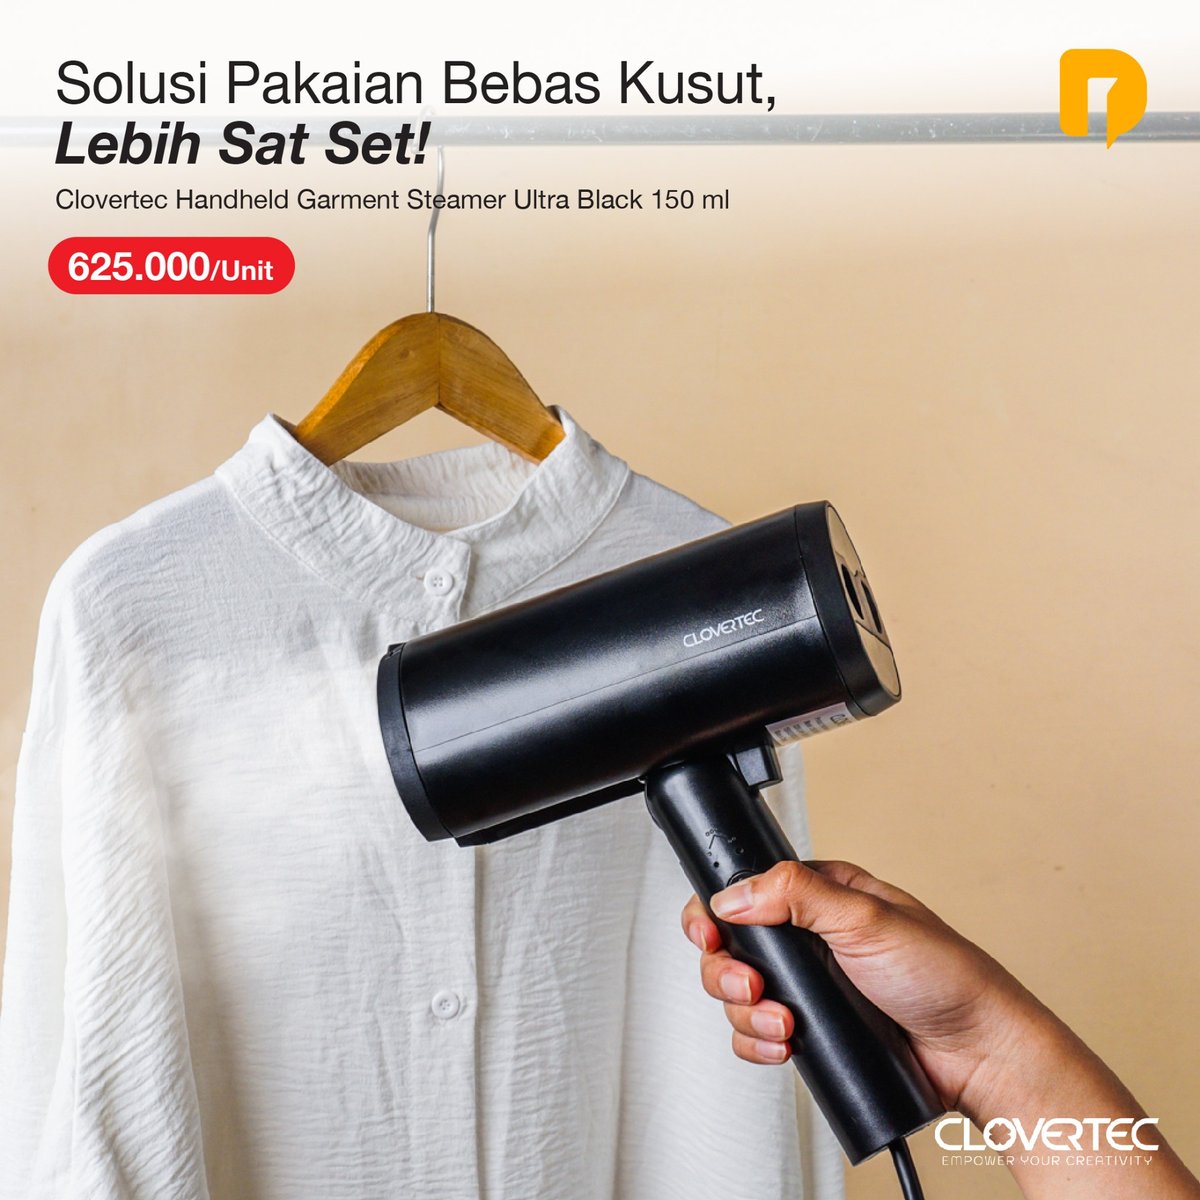 Solusi Pakaian Bebas Kusut,
Lebih Sat Set!
Clovertec Handheld Garment Steamer Ultra Black 150 ml
625.000/Unit
CLOVERTEC
CLOVERTEC
EMPOWER YOUR CREATIVITY